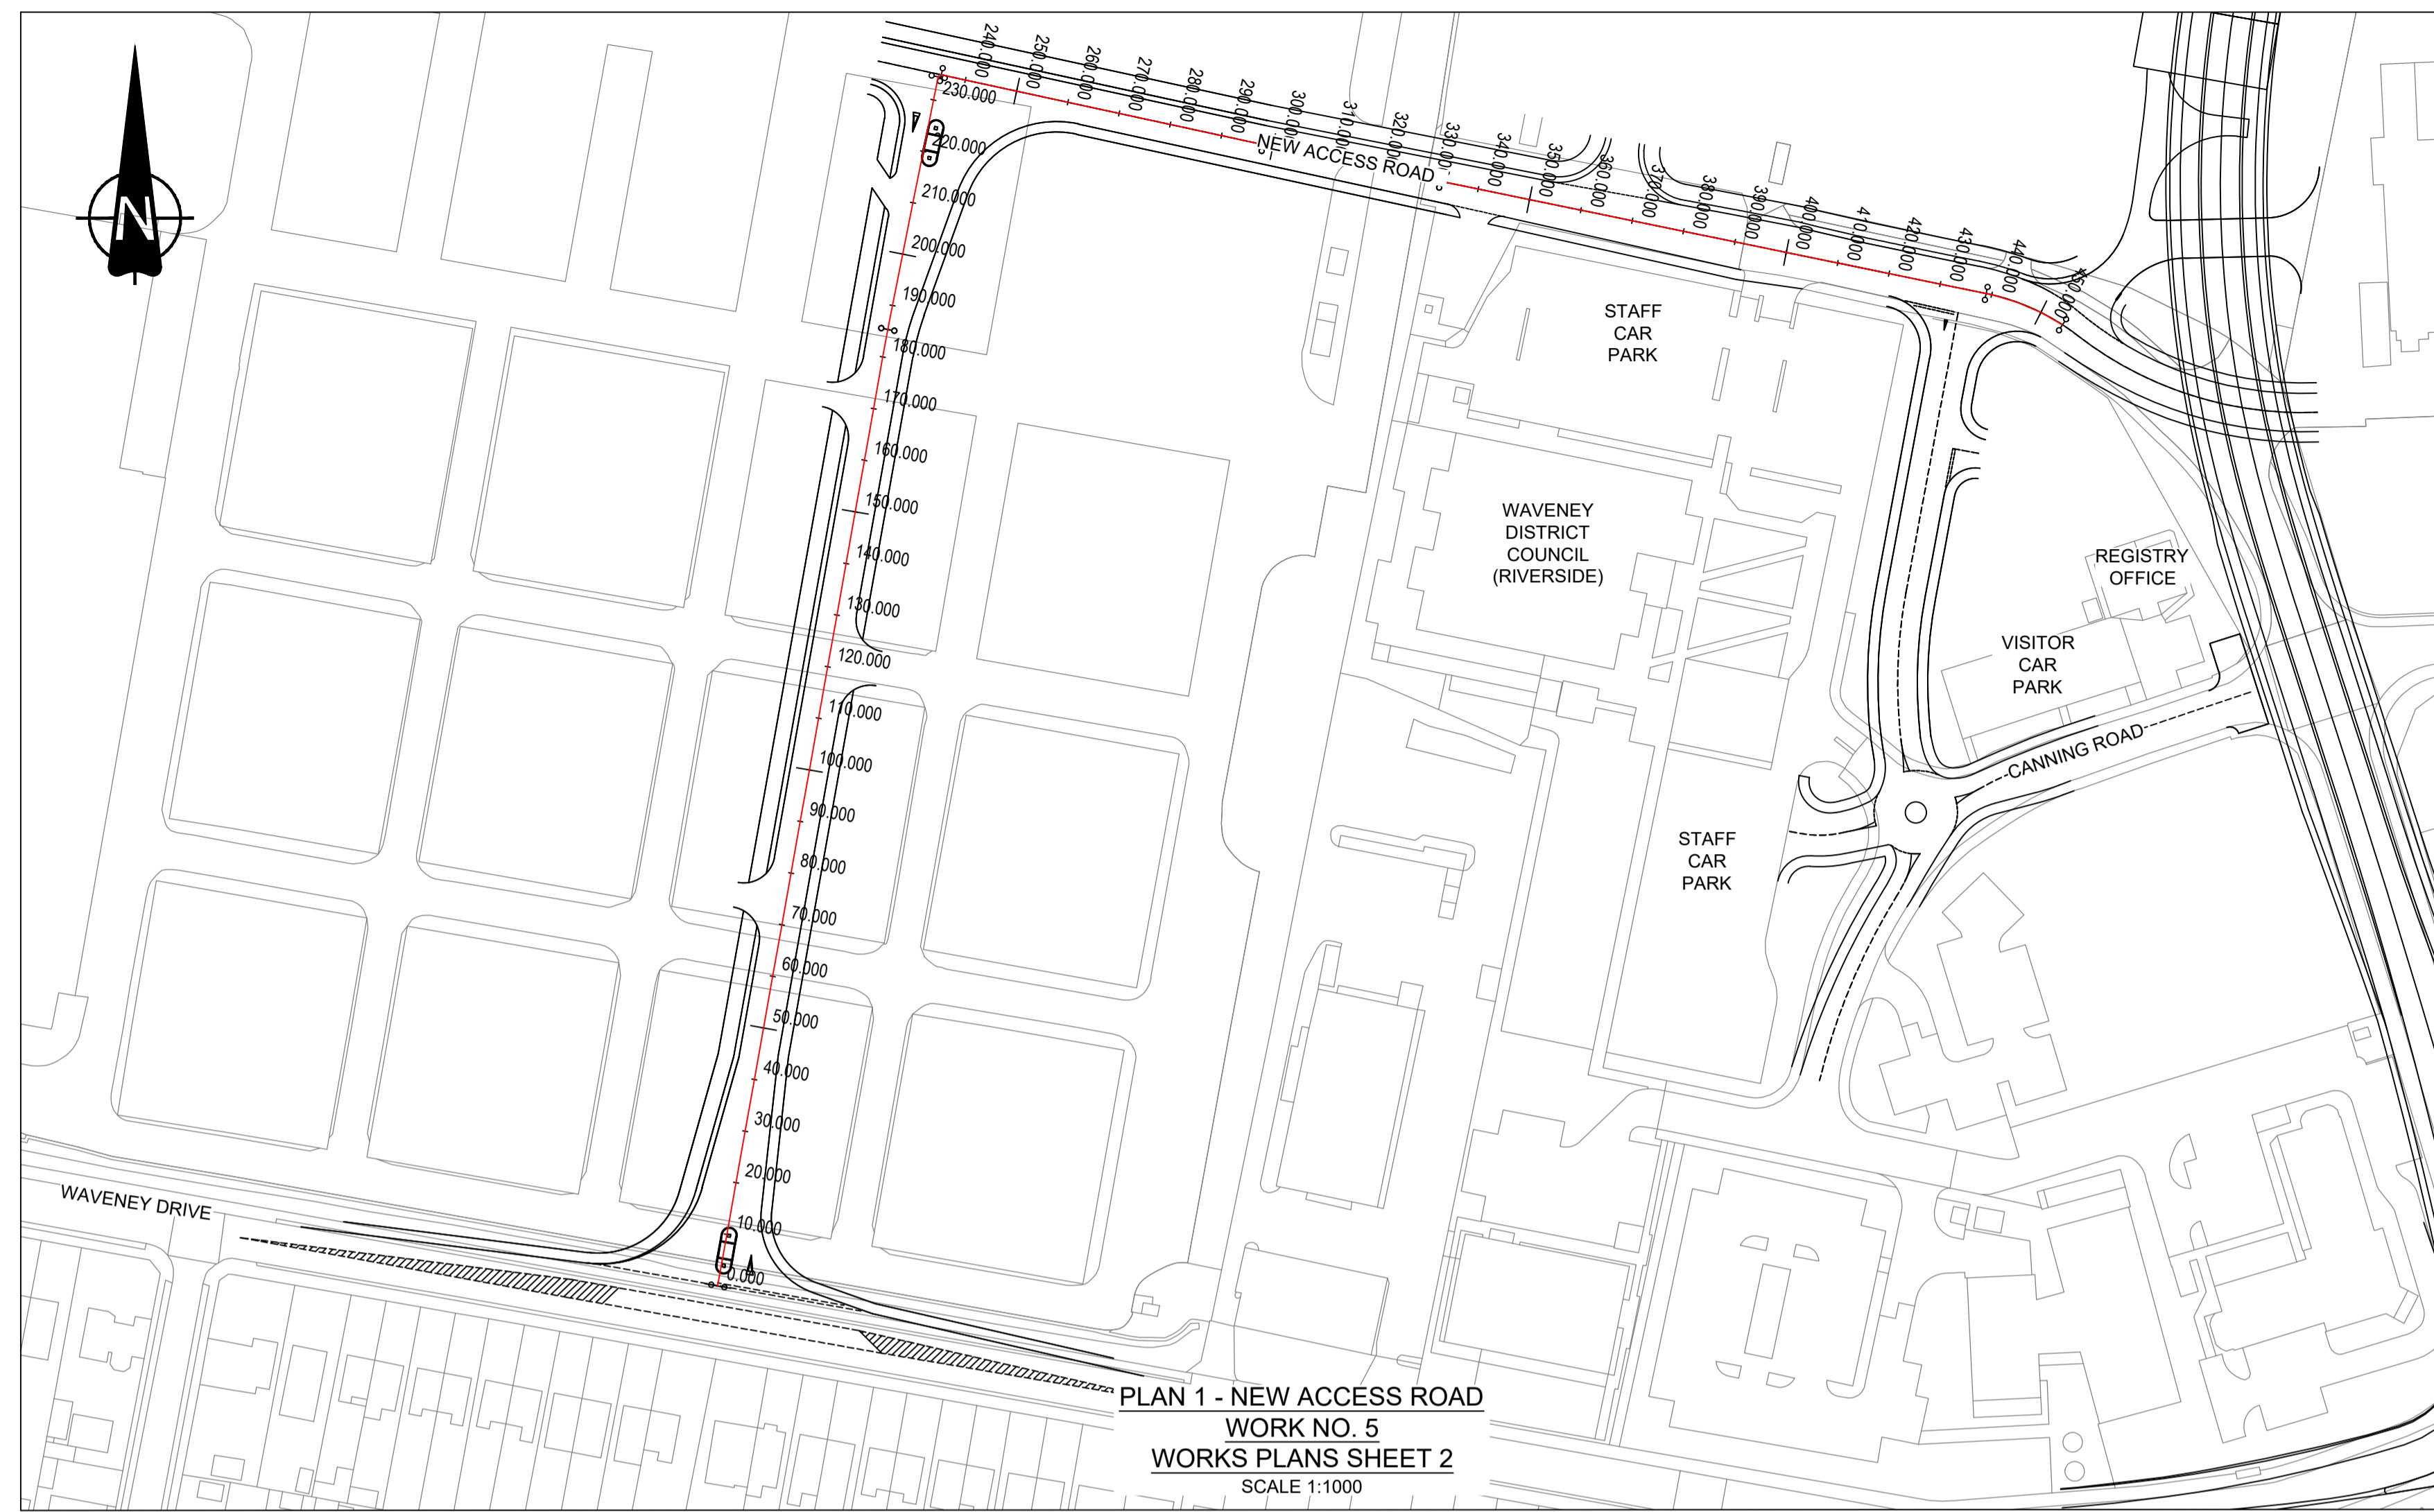 N
240.000
250.000
260.000
270.000
280.000
290.000
300.000
310.000
320.000
330.000
340.000
350.000
360.000
370.000
380.000
390.000
400.000
410.000
420.000
430.000
440.000
450.000
NEW ACCESS ROAD
230.000
220.000
210.000
200.000
190.000
180.000
170.000
160.000
150.000
140.000
130.000
120.000
110.000
100.000
90.000
80.000
70.000
60.000
50.000
40.000
30.000
20.000
10.000
0.000
STAFF
CAR
PARK
WAVENEY
DISTRICT
COUNCIL
(RIVERSIDE)
REGISTRY
OFFICE
VISITOR
CAR
PARK
CANNING ROAD
STAFF
CAR
PARK
WAVENEY DRIVE
PLAN 1 - NEW ACCESS ROAD
WORK NO. 5
WORKS PLANS SHEET 2
SCALE 1:1000